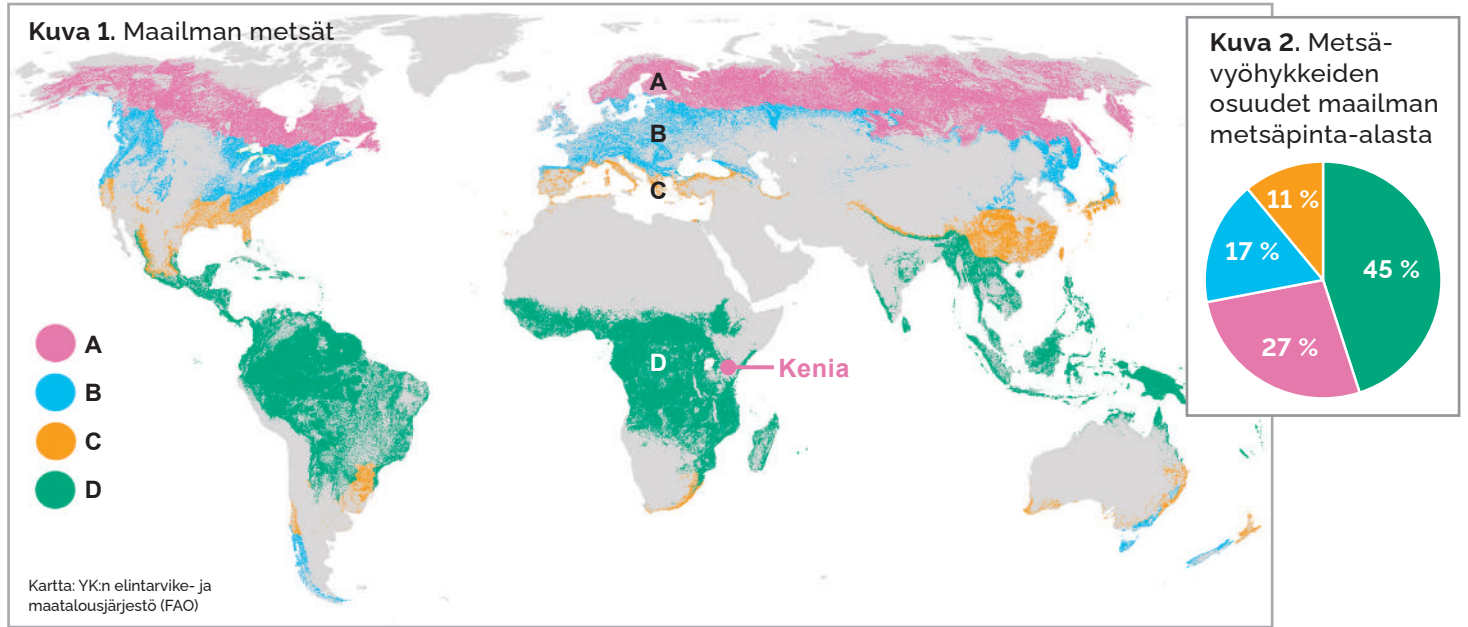 Kuva 1. Maailman metsät
A
B
C
D
Kenia
A
B
C
D
Kartta: YK:n elintarvike- ja
maatalousjärjestö (FAO)
Kuva 2. Metsä-
vyöhykkeiden
osuudet maailman
metsäpinta-alasta
11 %
17 %
45 %
27 %